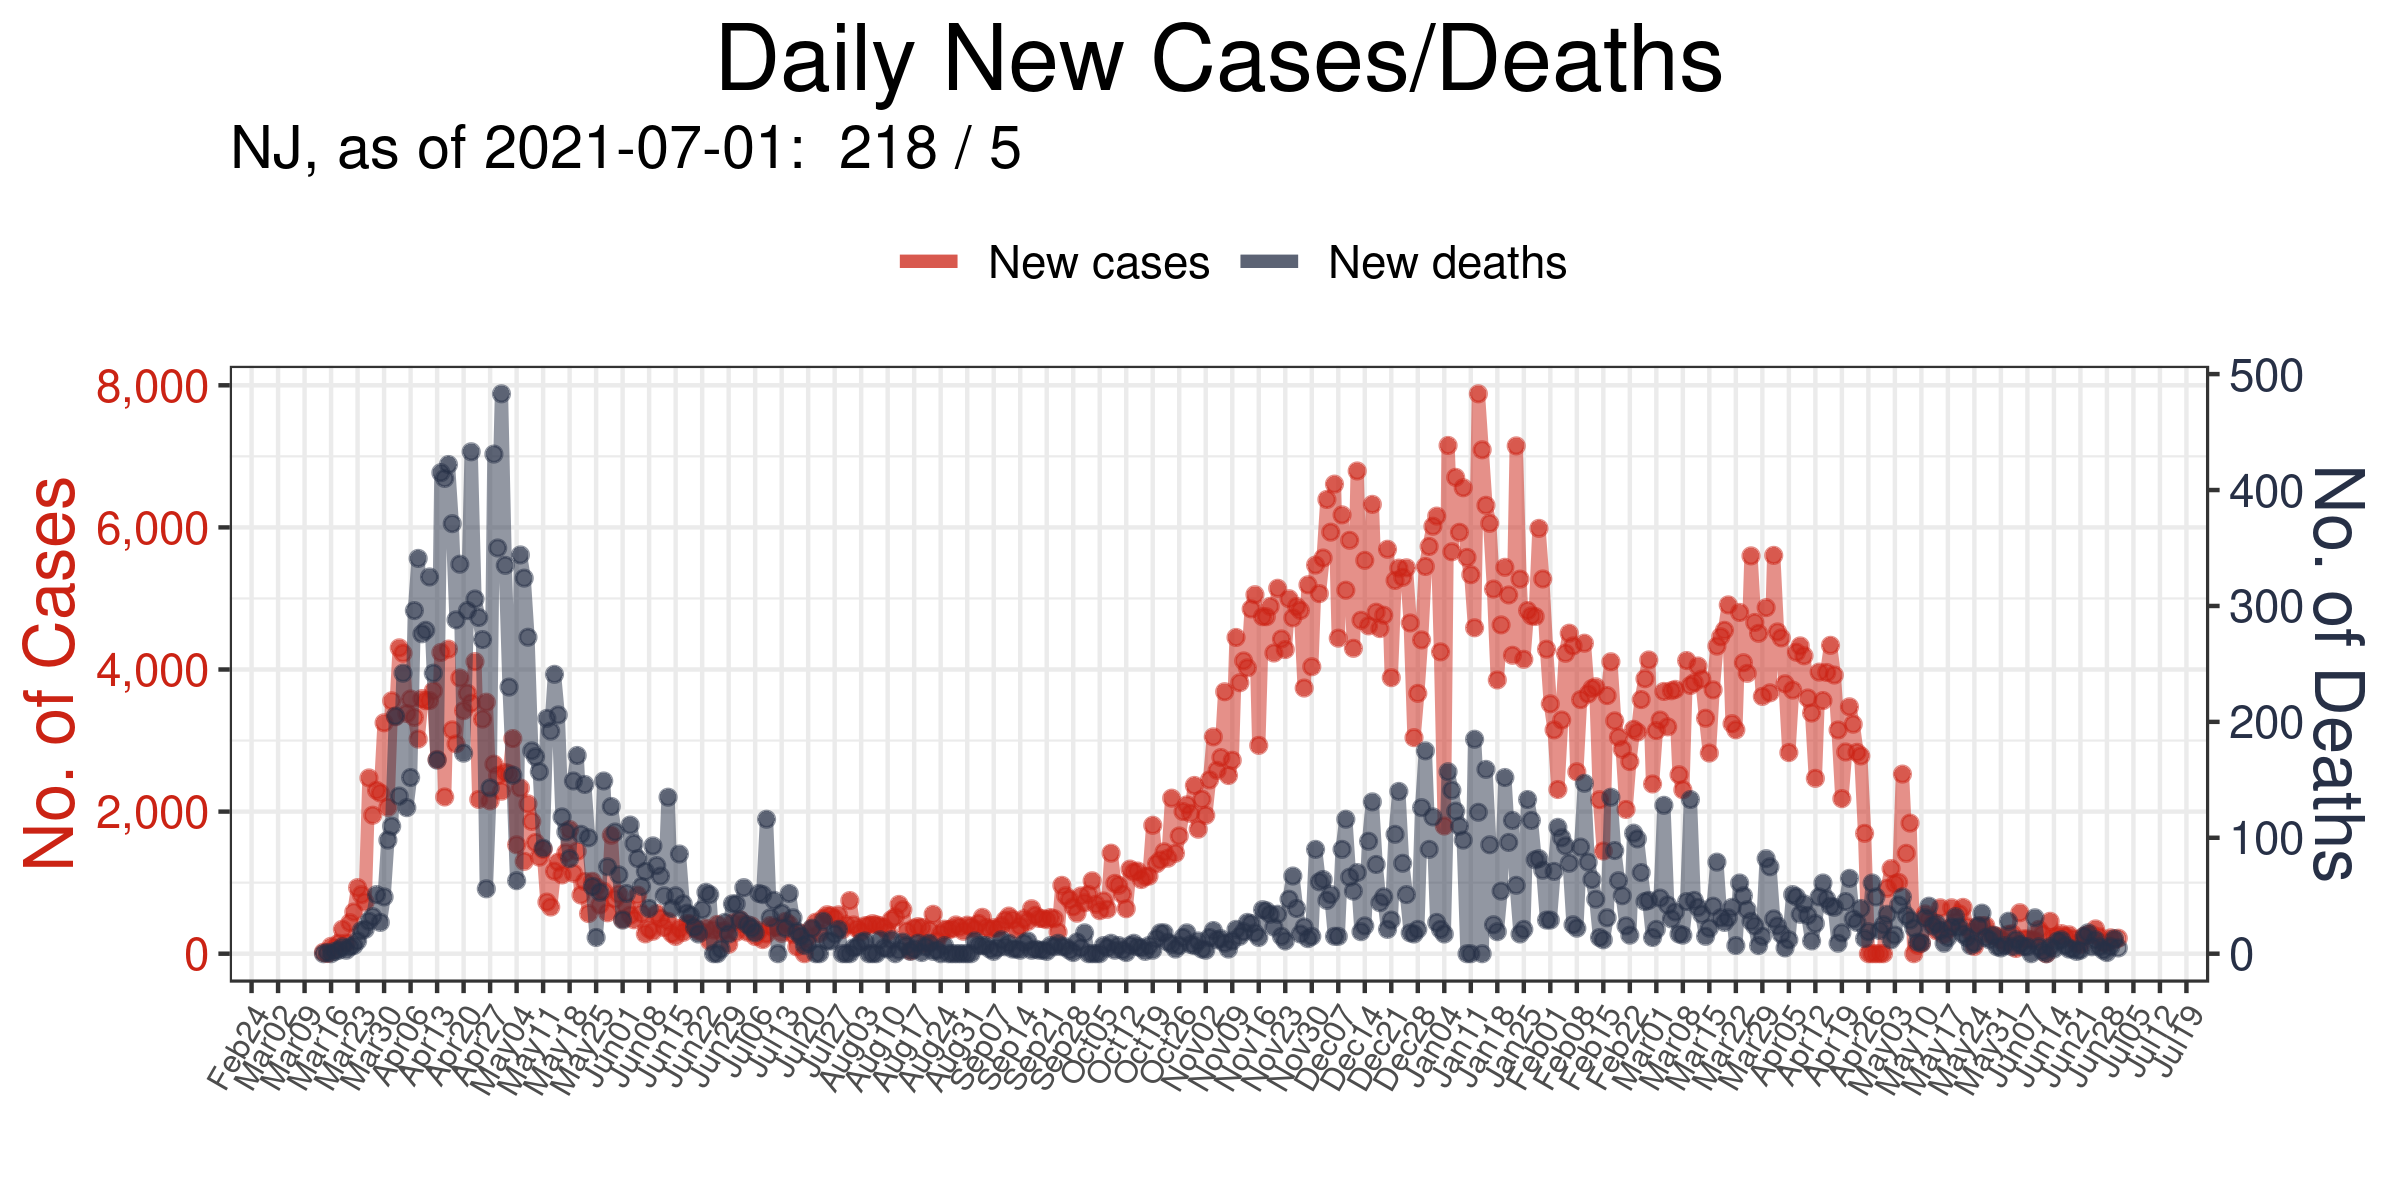 Daily New Cases/Deaths
NJ, as of 2021-07-01:  218 / 5
New cases
New deaths
No. of Cases
8,000
6,000
4,000
2,000
0
500
400
300
200
100
0
No. of Deaths
Feb24
Mar02
Mar09
Mar16
Mar23
Mar30
Apr06
Apr13
Apr20
Apr27
May04
May11
May18
May25
Jun01
Jun08
Jun15
Jun22
Jun29
Jul06
Jul13
Jul20
Jul27
Aug03
Aug10
Aug17
Aug24
Aug31
Sep07
Sep14
Sep21
Sep28
Oct05
Oct12
Oct19
Oct26
Nov02
Nov09
Nov16
Nov23
Nov30
Dec07
Dec14
Dec21
Dec28
Jan04
Jan11
Jan18
Jan25
Feb01
Feb08
Feb15
Feb22
Mar01
Mar08
Mar15
Mar22
Mar29
Apr05
Apr12
Apr19
Apr26
May03
May10
May17
May24
May31
Jun07
Jun14
Jun21
Jun28
Jul05
Jul12
Jul19